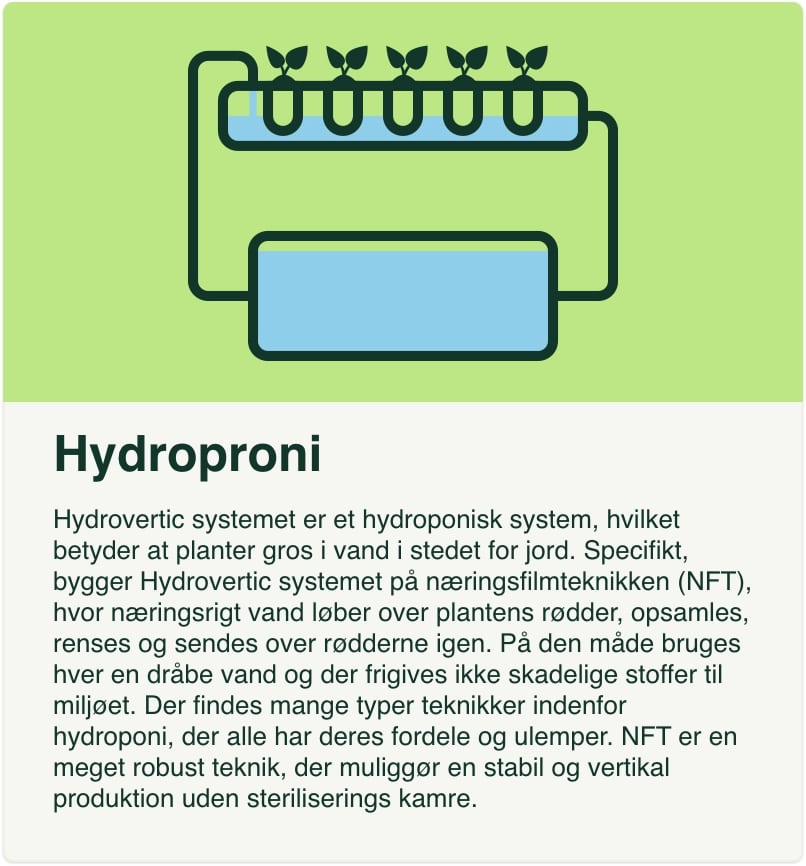 Hydroproni
Hydrovertic systemet er et hydroponisk system, hvilket
betyder at planter gros i vand i stedet for jord. Specifikt,
bygger Hydrovertic systemet på næringsfilmteknikken (NFT),
hvor næringsrigt vand løber over plantens rødder, opsamles,
renses og sendes over rødderne igen. På den måde bruges
hver en dråbe vand og der frigives ikke skadelige stoffer til
miljøet. Der findes mange typer teknikker indenfor
hydroponi, der alle har deres fordele og ulemper. NFT er en
meget robust teknik, der muliggør en stabil og vertikal
produktion uden steriliserings kamre.